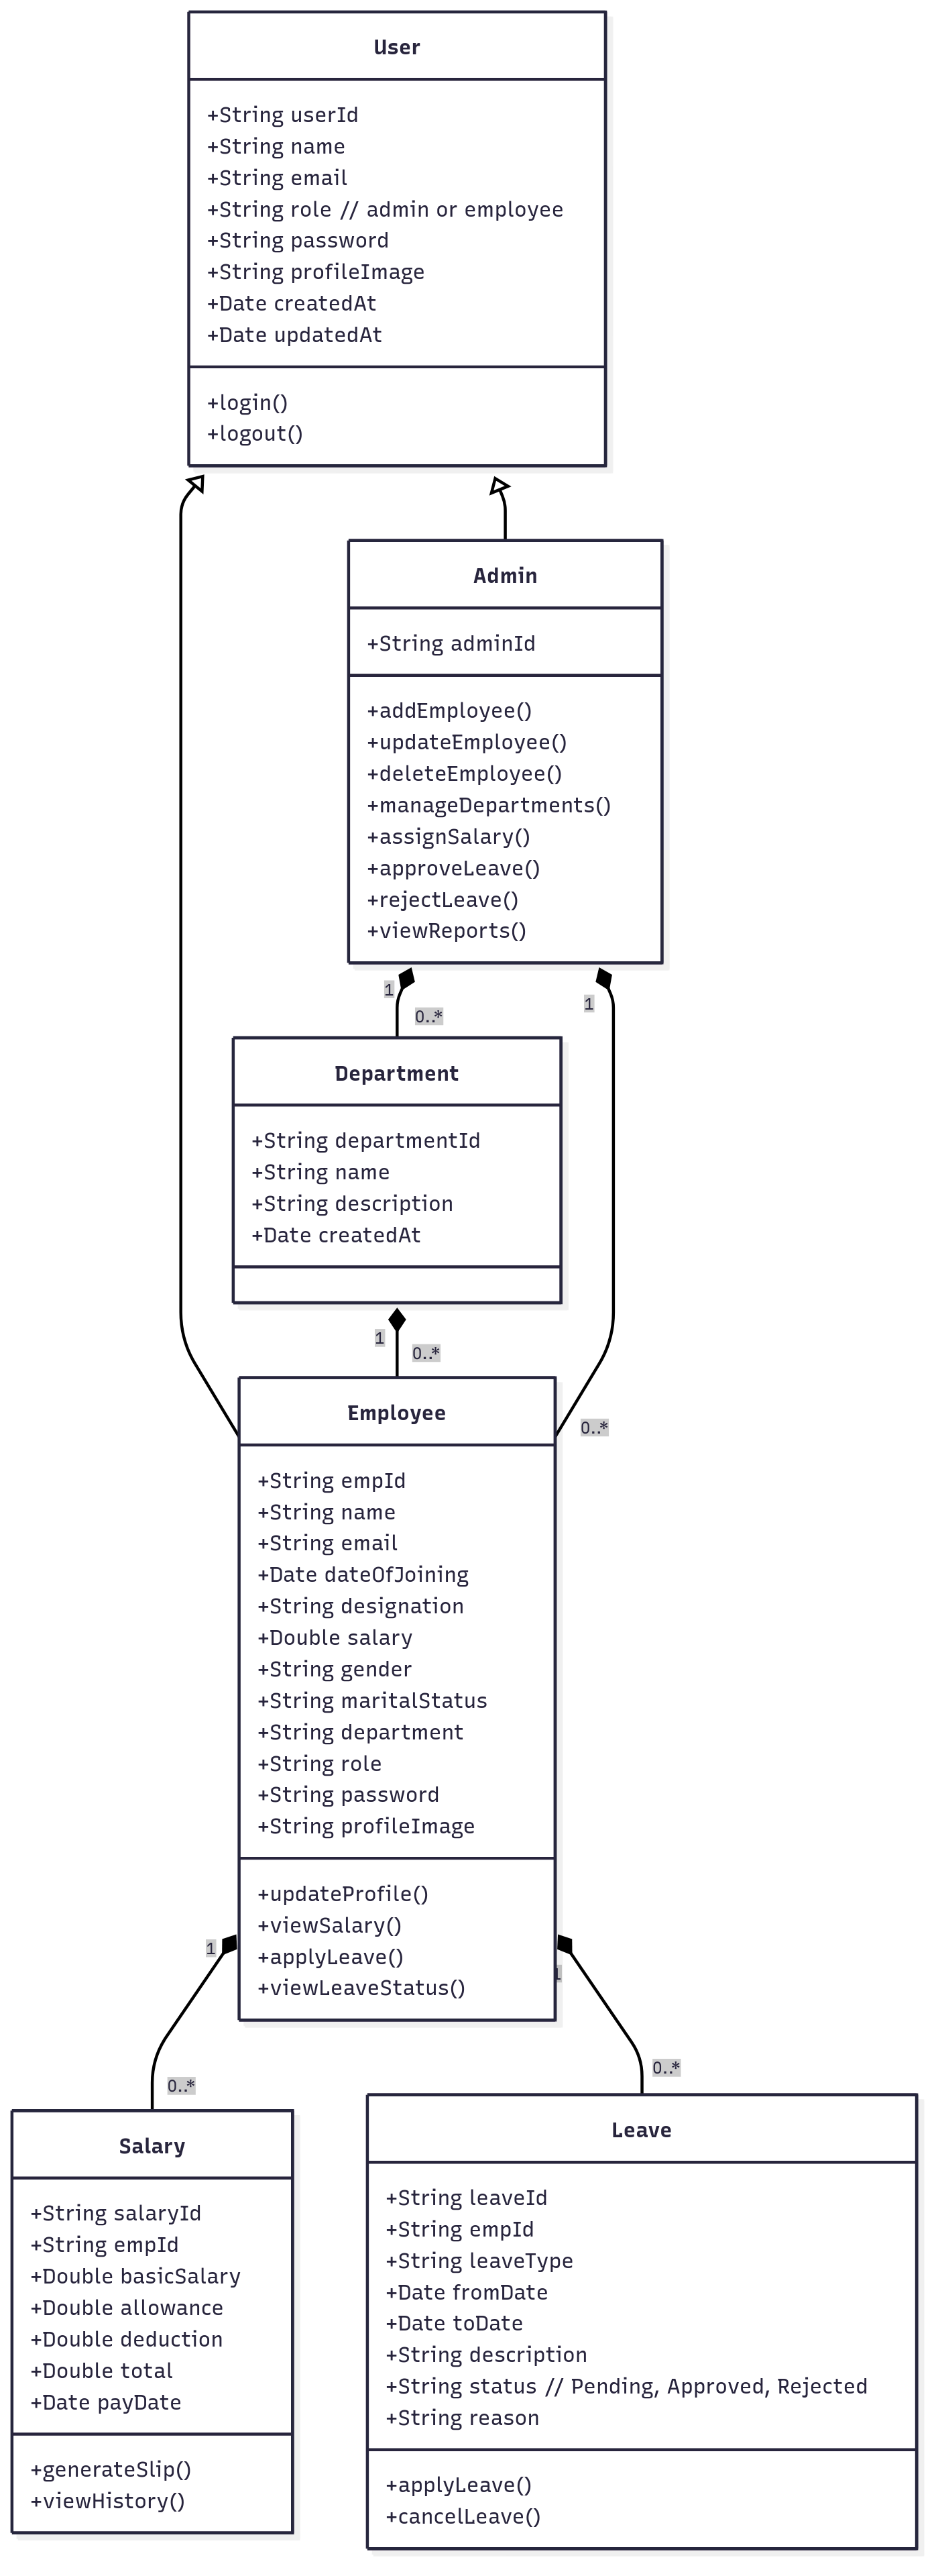 User
+String userId
+String name
+String email
+String role // admin or employee
+String password
+String profileImage
+Date createdAt
+Date updatedAt
+login()
+logout()
Admin
+String adminId
+addEmployee()
+updateEmployee()
+deleteEmployee()
+manageDepartments()
+assignSalary()
+approveLeave()
+rejectLeave()
+viewReports()
1
1
0..*
Department
+String departmentId
+String name
+String description
+Date createdAt
1
0..*
0..*
Employee
+String empId
+String name
+String email
+Date dateOfJoining
+String designation
+Double salary
+String gender
+String maritalStatus
+String department
+String role
+String password
+String profileImage
+updateProfile()
+viewSalary()
+applyLeave()
+viewLeaveStatus()
1
1
0..*
0..*
Salary
+String salaryId
+String empId
+Double basicSalary
+Double allowance
+Double deduction
+Double total
+Date payDate
+generateSlip()
+viewHistory()
Leave
+String leaveId
+String empId
+String leaveType
+Date fromDate
+Date toDate
+String description
+String status // Pending, Approved, Rejected
+String reason
+applyLeave()
+cancelLeave()